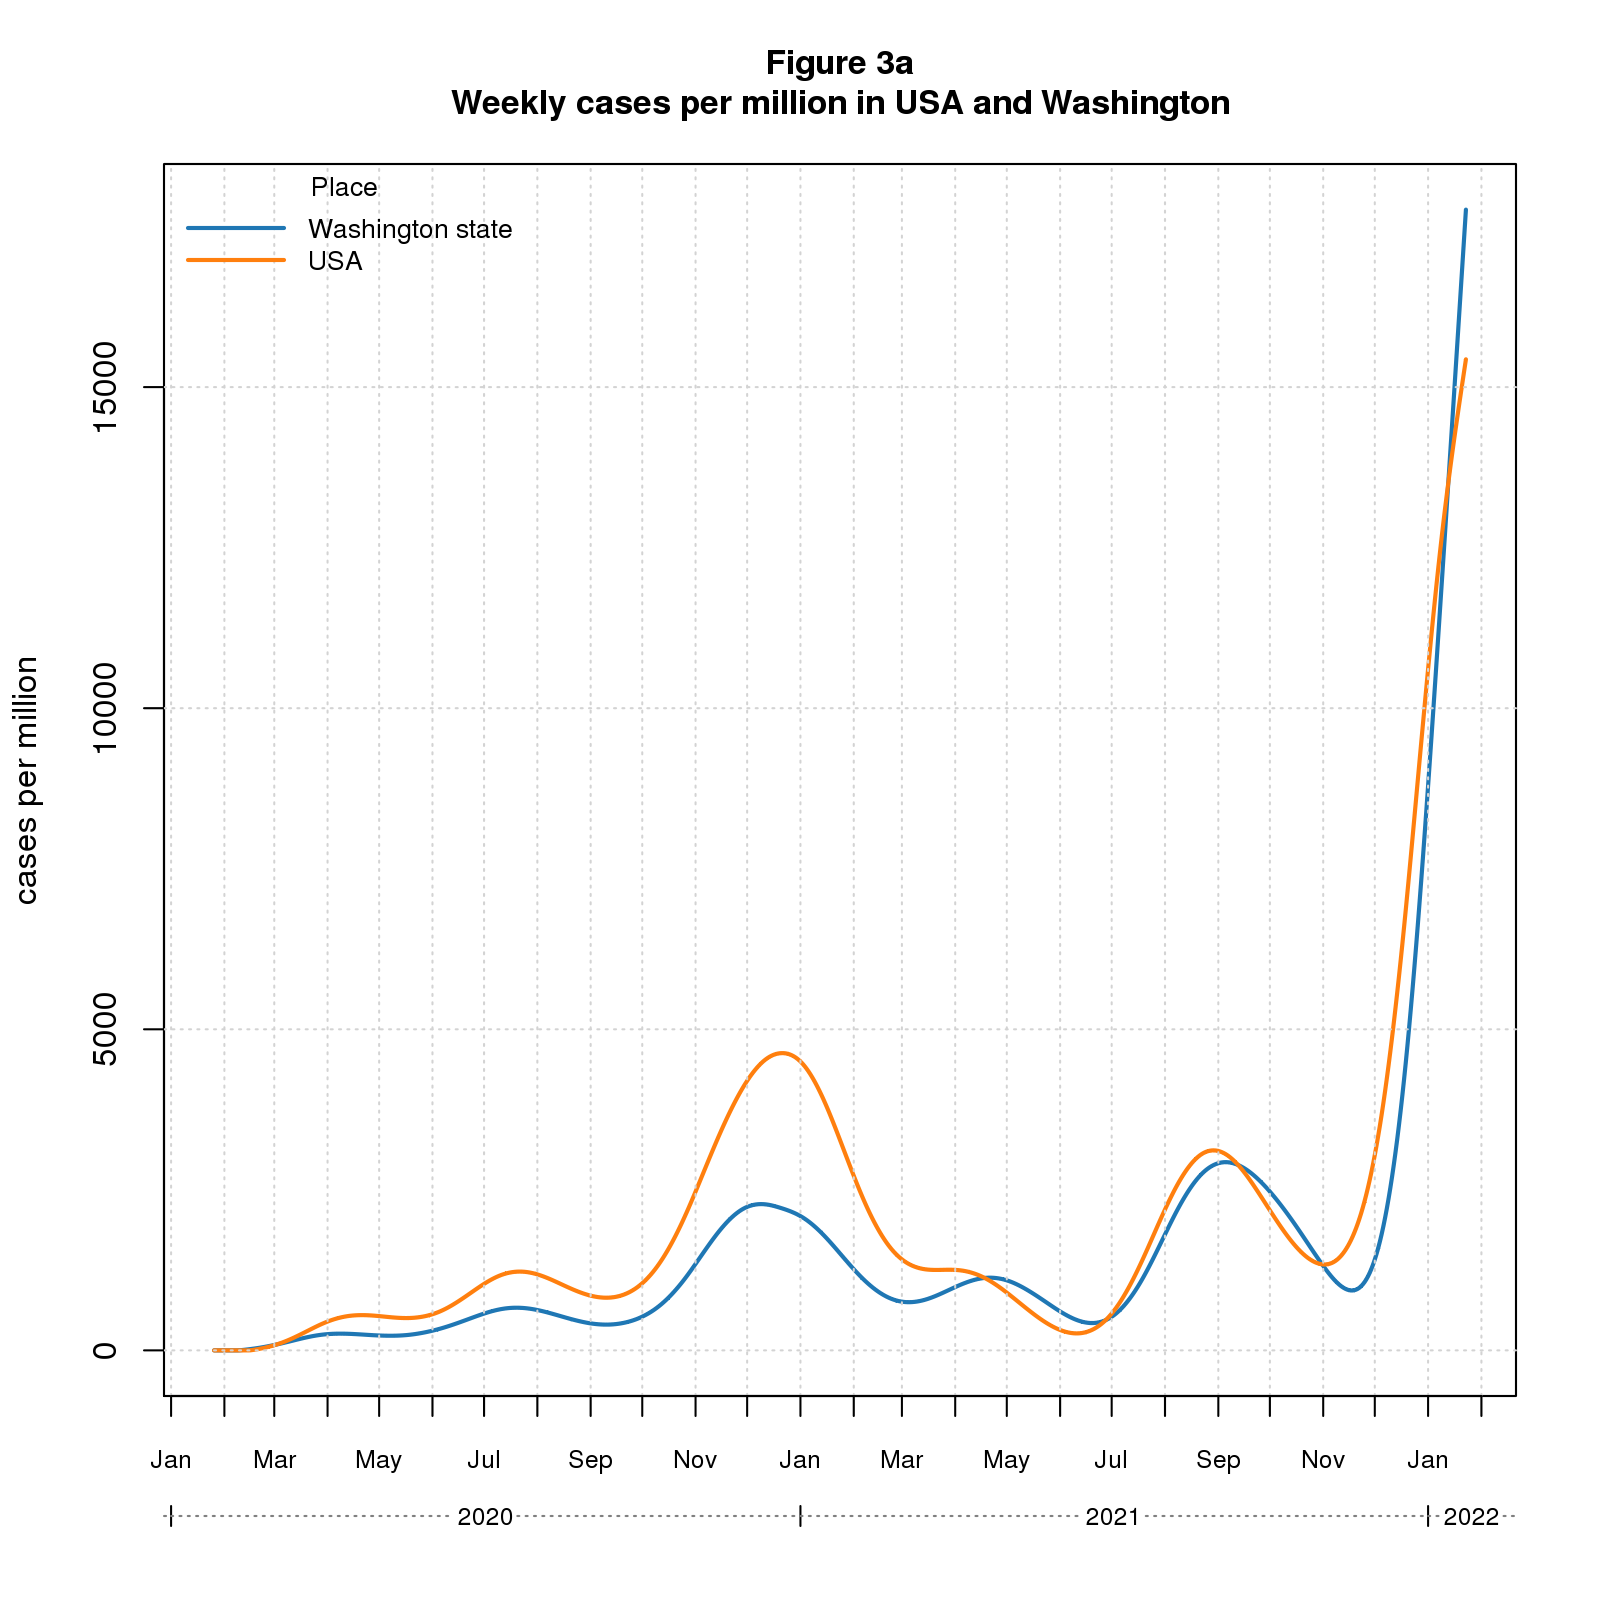 Figure 3a
Weekly cases per million in USA and Washington
Place
Washington state
USA
cases per million
15000
10000
5000
0
Jan Mar May Jul Sep Nov Jan Mar May Jul Sep Nov Jan
2020 2021 2022